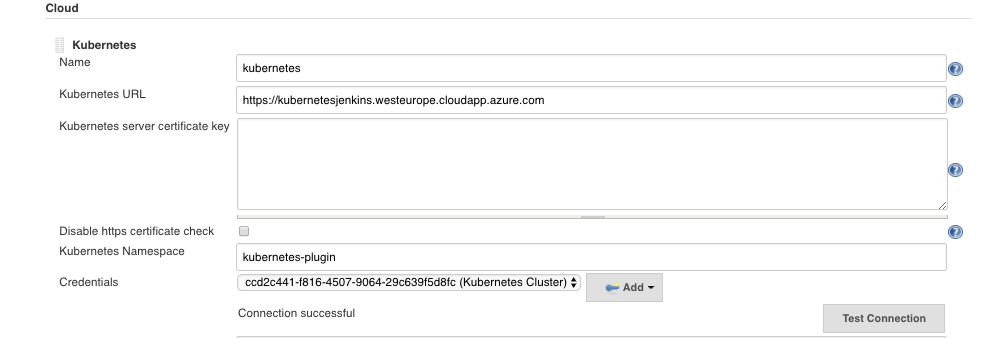 Cloud
Kubernetes
Name
kubernetes
Kubernetes URL
https://kubernetesjenkins.westeurope.cloudapp.azure.com
Kubernetes server certificate key
Disable https certificate check
Kubernetes Namespace
kubernetes-plugin
Credentials
ccd2c441-f816-4507-9064-29c639f5d8fc (Kubernetes Cluster)
Add
Connection successful
Test Connection